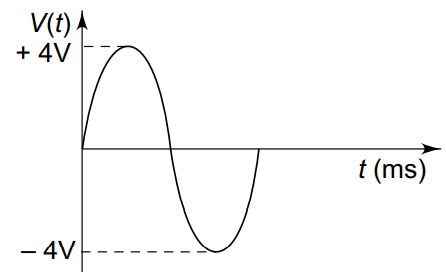 V(t)
+ 4V
t (ms)
– 4V